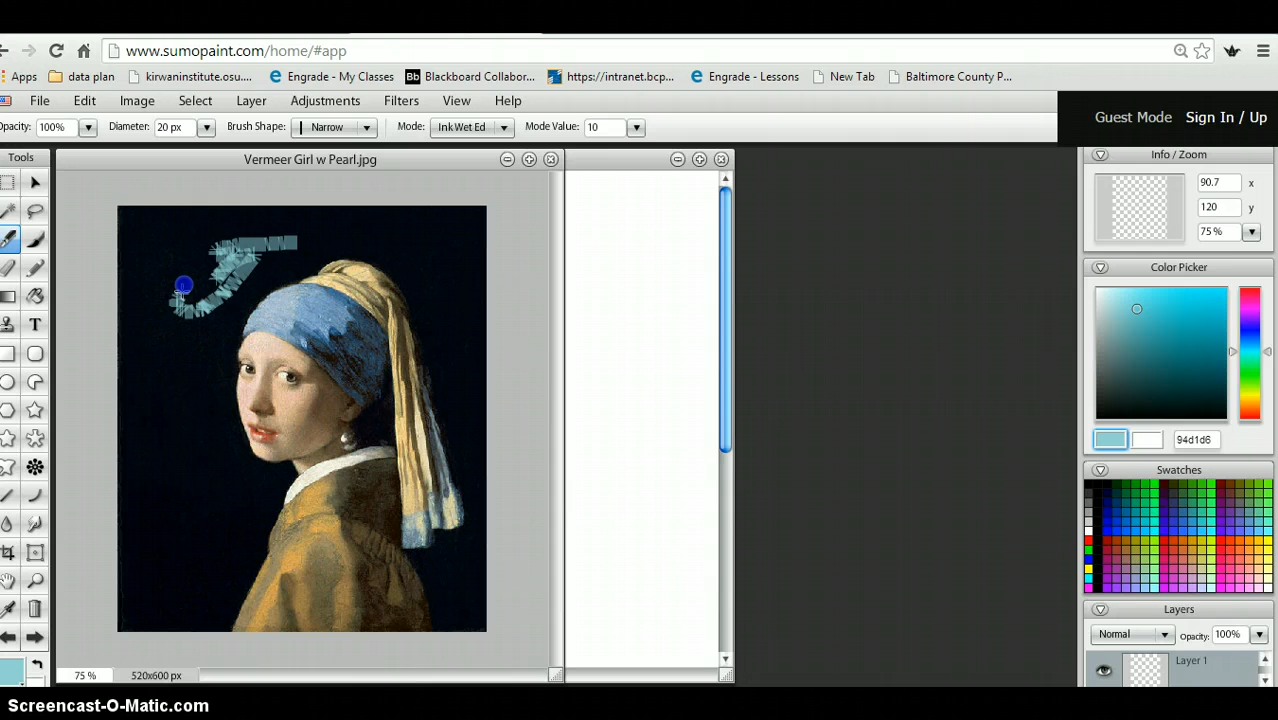 www.sumopaint.com/home/#app
Apps data plan kirwaninstitute.osu.... Engrade - My Classes Bb Blackboard Collabor... https://intranet.bcp... Engrade - Lessons New Tab Baltimore County P...
File Edit Image Select Layer Adjustments Filters View Help
Guest Mode Sign In / Up
Opacity: 100% Diameter: 20 px Brush Shape: Narrow Mode: Ink Wet Ed Mode Value: 10
Tools
Vermeer Girl w Pearl.jpg
Info / Zoom
90.7 x
120 y
75 %
Color Picker
94d1d6
Swatches
T
Layers
Normal Opacity: 100%
Layer 1
75 % 520x600 px
Screencast-O-Matic.com